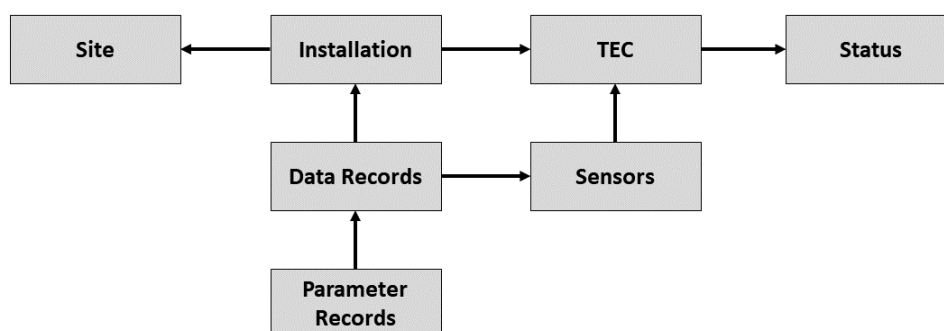 Site
Installation
TEC
Status
Data Records
Sensors
Parameter
Records